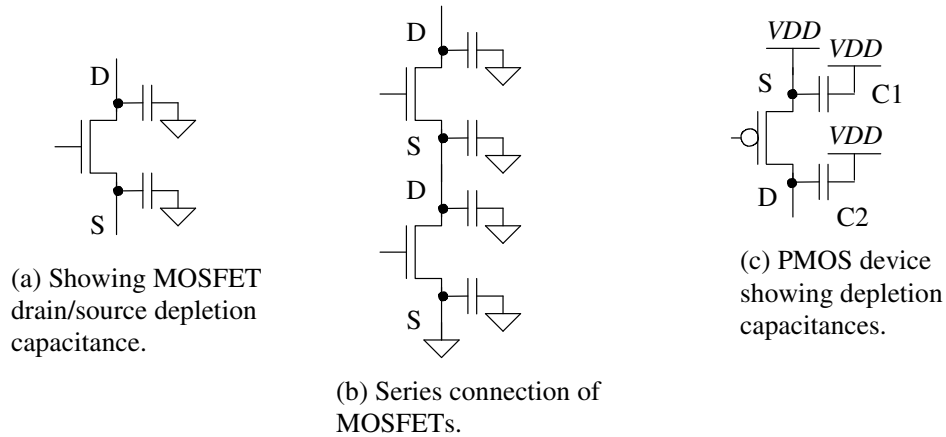 D
S
(a) Showing MOSFET
drain/source depletion
capacitance.
D
S
D
S
(b) Series connection of
MOSFETs.
VDD
VDD
S
C1
VDD
D
C2
(c) PMOS device
showing depletion
capacitances.